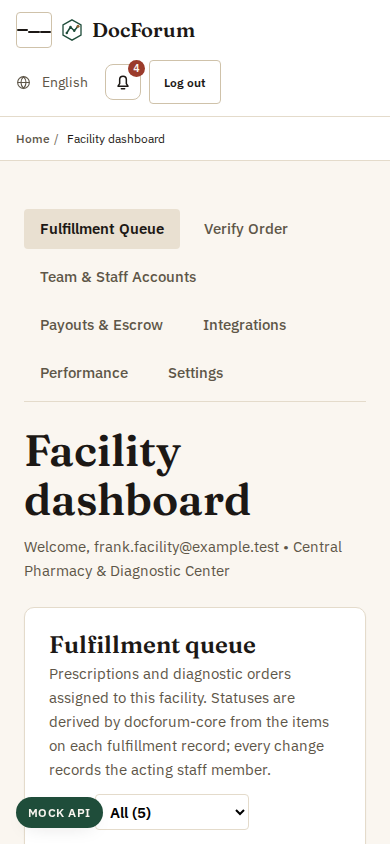 DocForum
English
4
Log out
Home / Facility dashboard
Fulfillment Queue
Verify Order
Team & Staff Accounts
Payouts & Escrow
Integrations
Performance
Settings
Facility
dashboard
Welcome, frank.facility@example.test • Central
Pharmacy & Diagnostic Center
Fulfillment queue
Prescriptions and diagnostic orders
assigned to this facility. Statuses are
derived by docforum-core from the items
on each fulfillment record; every change
records the acting staff member.
MOCK API
All (5)